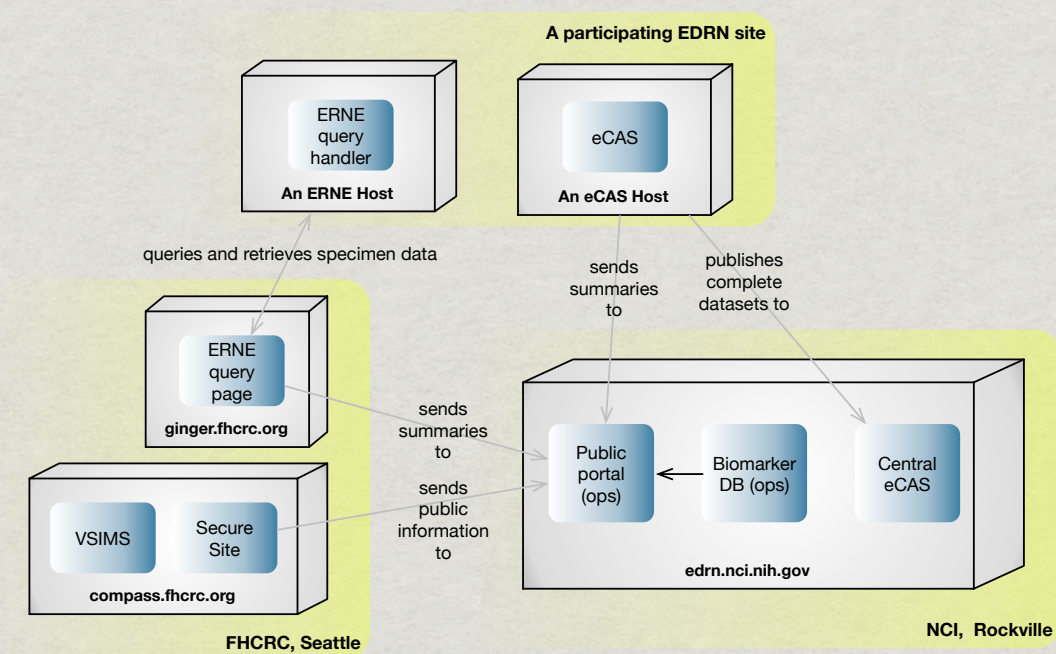 A participating EDRN site
ERNE
query
handler
An ERNE Host
eCAS
An eCAS Host
queries and retrieves specimen data
sends
summaries
to
publishes
complete
datasets to
ERNE
query
page
ginger.fhcrc.org
sends
summaries
to
sends
public
information
to
VSIMS
Secure
Site
compass.fhcrc.org
FHCRC, Seattle
Public
portal
(ops)
Biomarker
DB (ops)
Central
eCAS
edrn.nci.nih.gov
NCI, Rockville